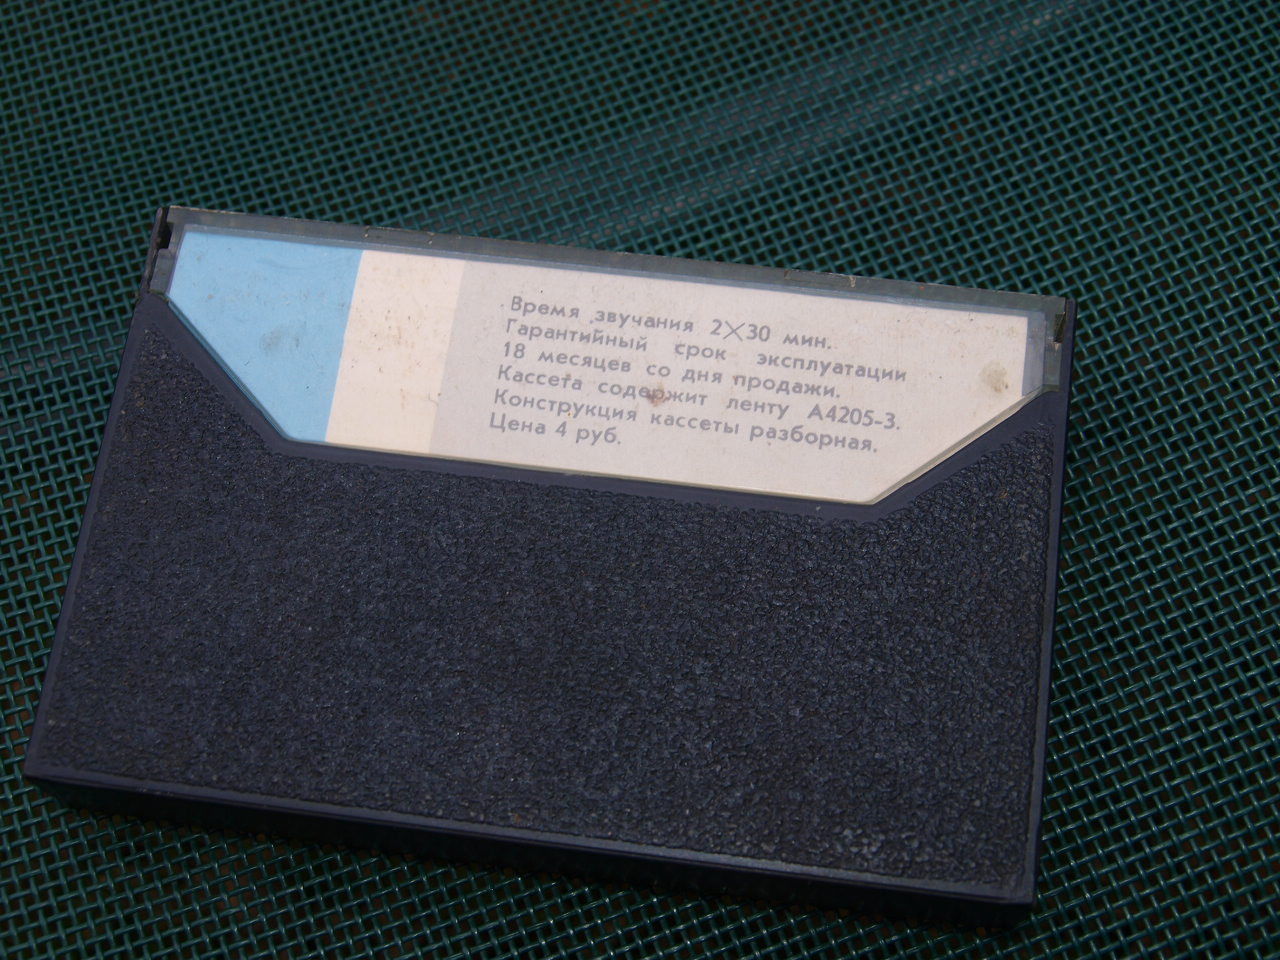 Время звучания 2×30 мин.
Гарантийный срок эксплуатации
18 месяцев со дня продажи.
Кассета содержит ленту А4205-3.
Конструкция кассеты разборная.
Цена 4 руб.